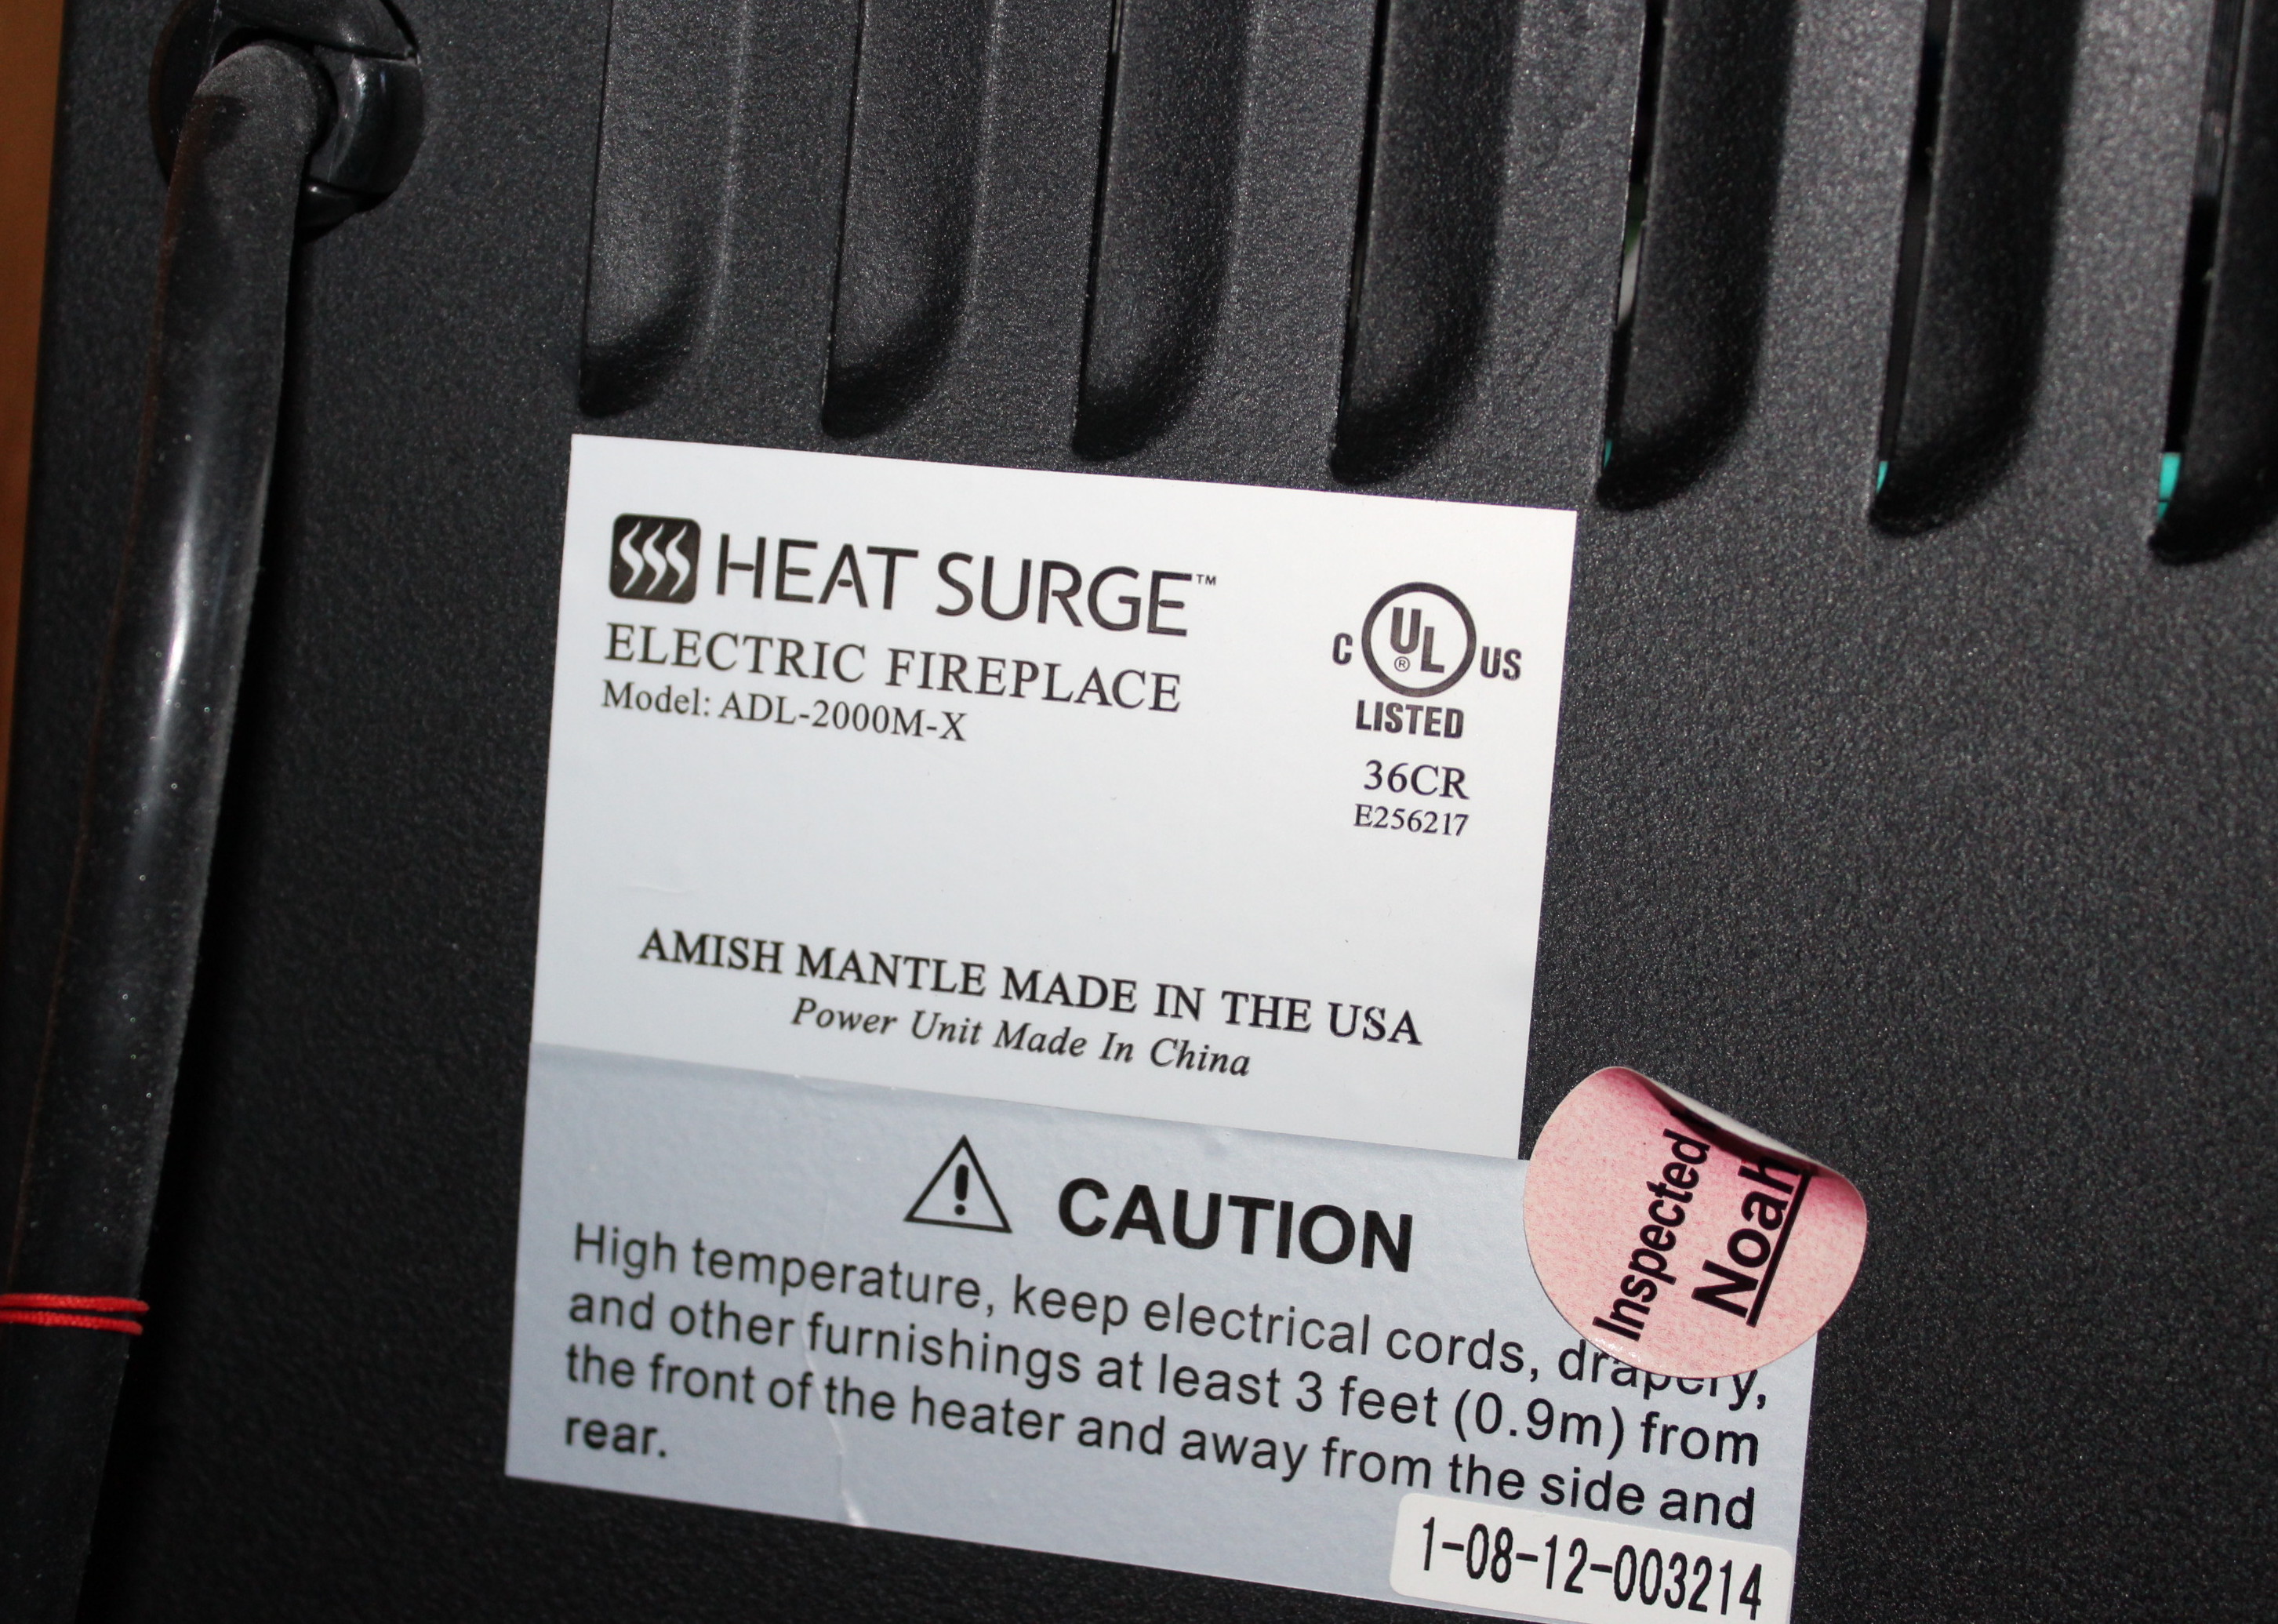 HEAT SURGE™
ELECTRIC FIREPLACE
Model: ADL-2000M-X
C UL® US
LISTED
36CR
E256217
AMISH MANTLE MADE IN THE USA
Power Unit Made In China
CAUTION
High temperature, keep electrical cords, drapery,
and other furnishings at least 3 feet (0.9m) from
the front of the heater and away from the side and
rear.
Inspected
Noah
1-08-12-003214